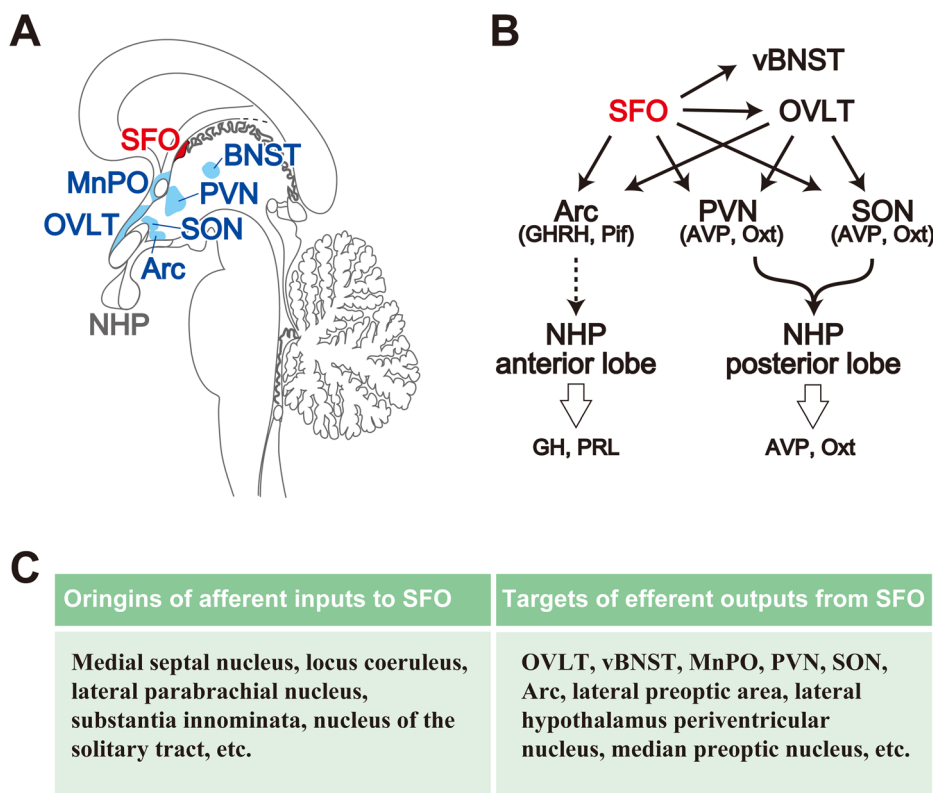 A
SFO
BNST
MnPO
PVN
OVLT
SON
Arc
NHP
B
vBNST
SFO
OVLT
Arc
(GHRH, Pif)
PVN
(AVP, Oxt)
SON
(AVP, Oxt)
NHP
anterior lobe
NHP
posterior lobe
GH, PRL
AVP, Oxt
C
Oringins of afferent inputs to SFO
Targets of efferent outputs from SFO
Medial septal nucleus, locus coeruleus,
lateral parabrachial nucleus,
substantia innominata, nucleus of the
solitary tract, etc.
OVLT, vBNST, MnPO, PVN, SON,
Arc, lateral preoptic area, lateral
hypothalamus periventricular
nucleus, median preoptic nucleus, etc.